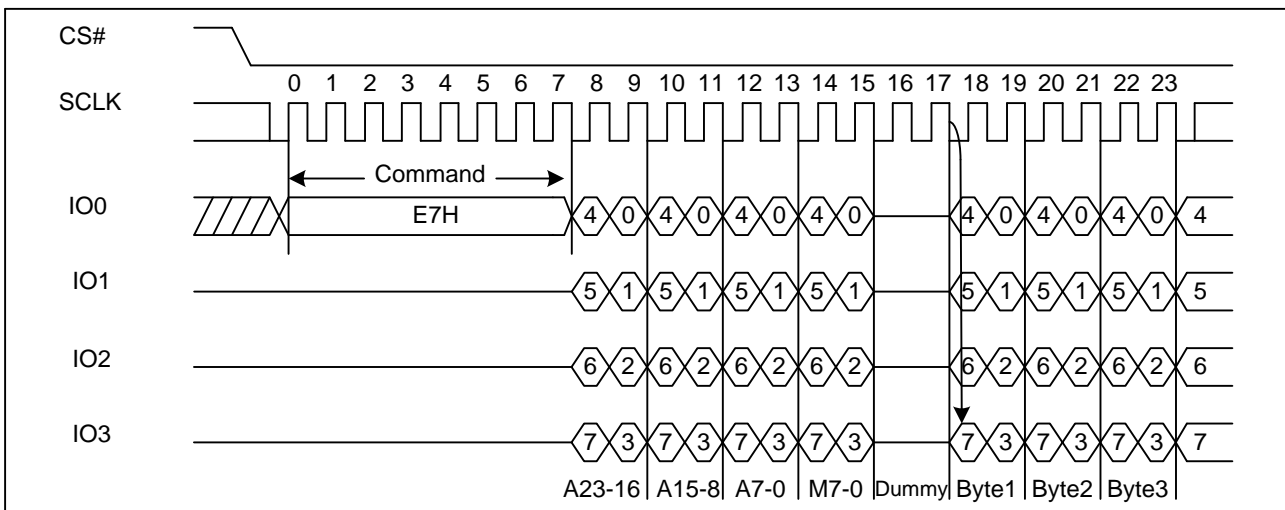 CS#
0 1 2 3 4 5 6 7 8 9 10 11 12 13 14 15 16 17 18 19 20 21 22 23
SCLK
Command
IO0 E7H 4 0 4 0 4 0 4 0 4 0 4 0 4 0 4
IO1 5 1 5 1 5 1 5 1 5 1 5 1 5 1 5
IO2 6 2 6 2 6 2 6 2 6 2 6 2 6 2 6
IO3 7 3 7 3 7 3 7 3 7 3 7 3 7 3 7
A23-16 A15-8 A7-0 M7-0 Dummy Byte1 Byte2 Byte3